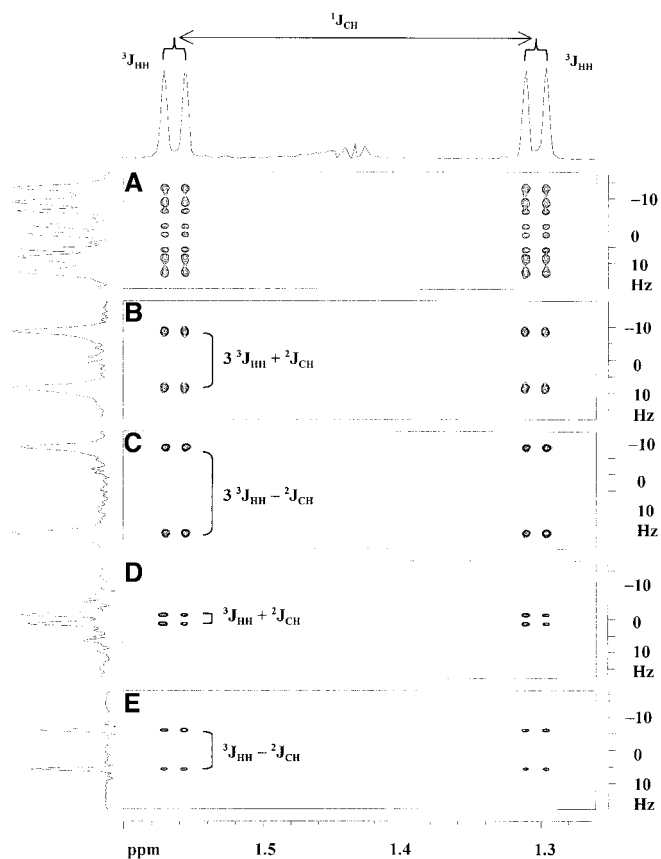 ¹J_CH
³J_HH
³J_HH
A
−10
0
10
Hz
B
3 ³J_HH + ²J_CH
−10
0
10
Hz
C
3 ³J_HH − ²J_CH
−10
0
10
Hz
D
³J_HH + ²J_CH
−10
0
10
Hz
E
³J_HH − ²J_CH
−10
0
10
Hz
ppm 1.5 1.4 1.3